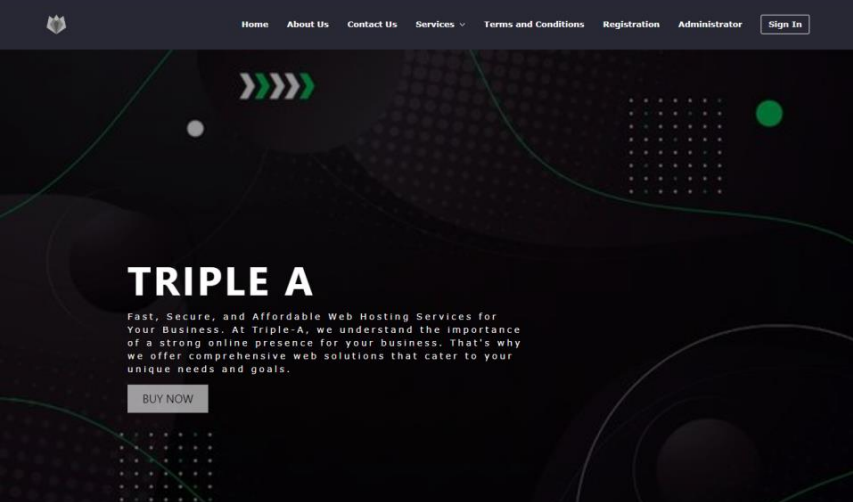 Home About Us Contact Us Services Terms and Conditions Registration Administrator Sign In
TRIPLE A
Fast, Secure, and Affordable Web Hosting Services for
Your Business. At Triple-A, we understand the importance
of a strong online presence for your business. That's why
we offer comprehensive web solutions that cater to your
unique needs and goals.
BUY NOW